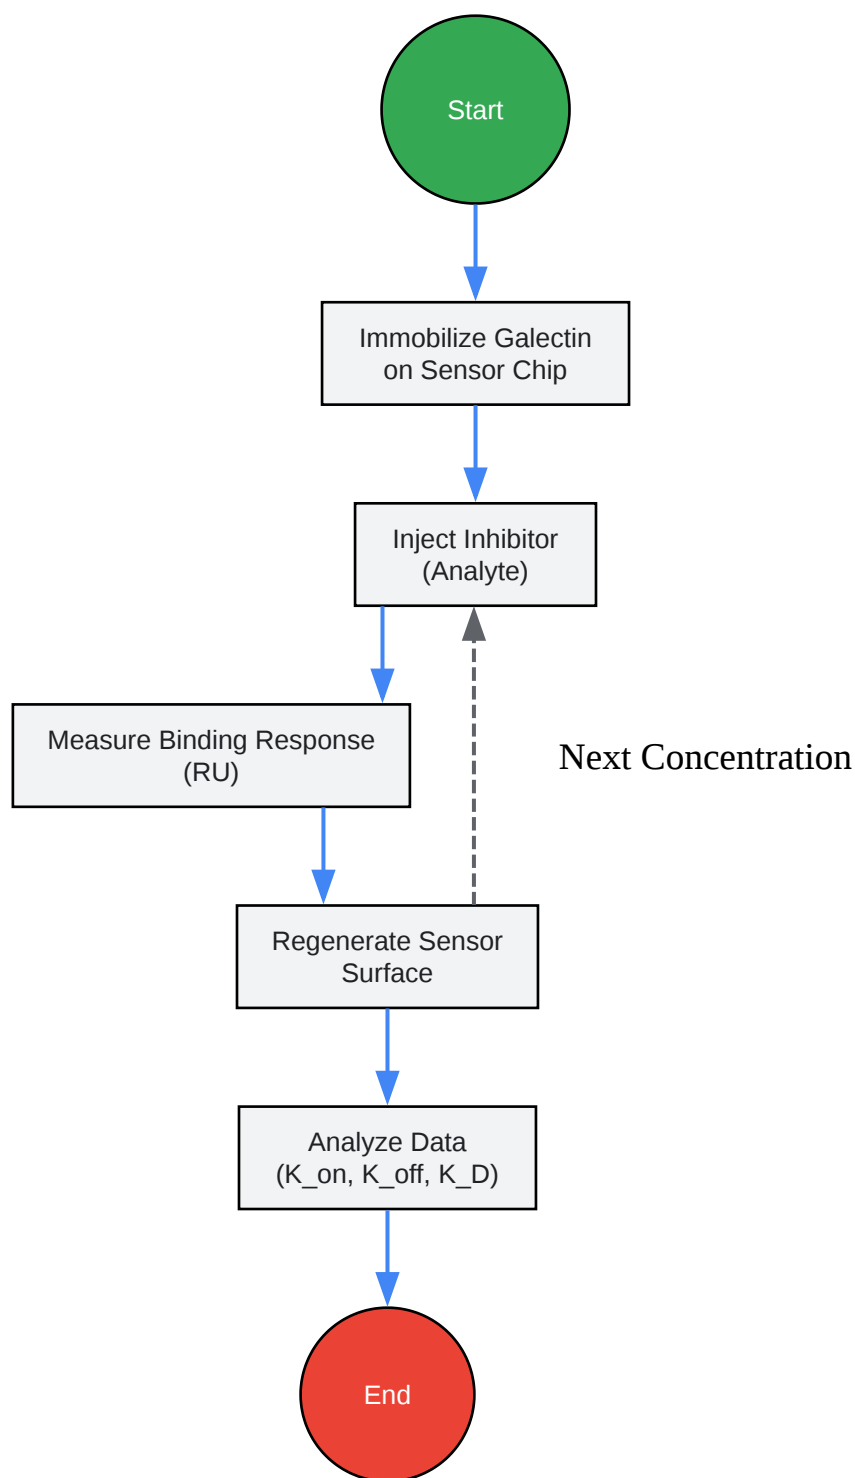 Start
Immobilize Galectin
on Sensor Chip
Inject Inhibitor
(Analyte)
Measure Binding Response
(RU)
Next Concentration
Regenerate Sensor
Surface
Analyze Data
(K_on, K_off, K_D)
End